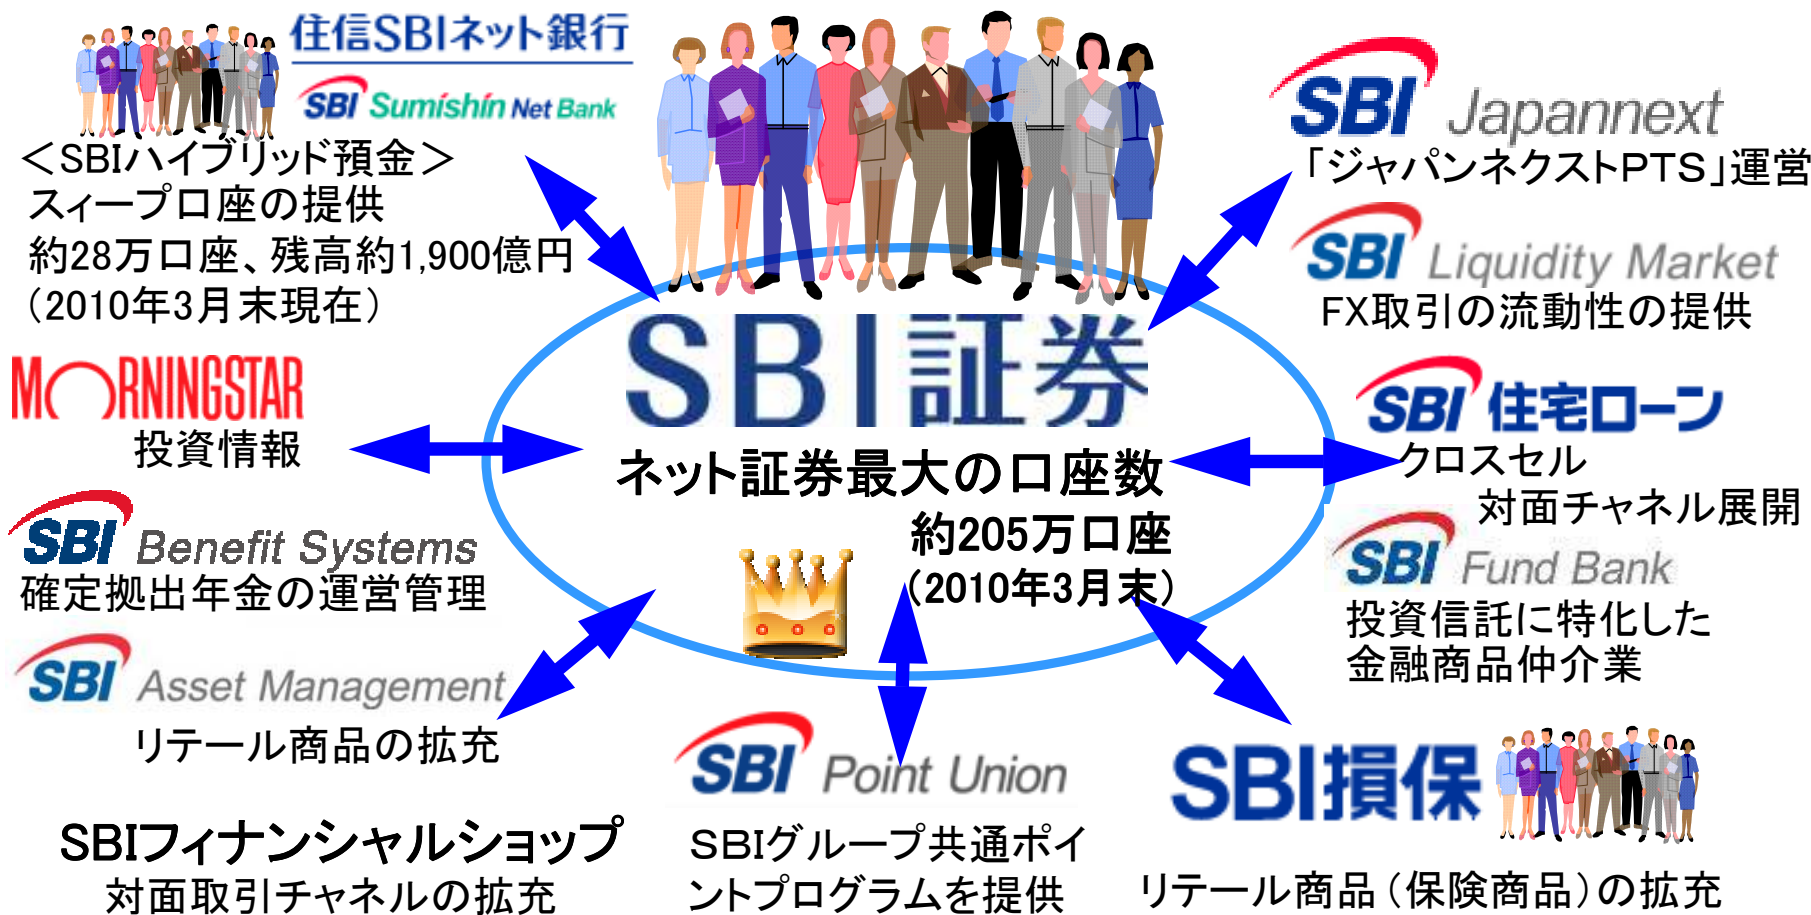 住信SBIネット銀行
SBI Sumishin Net Bank
＜SBIハイブリッド預金＞
スィープ口座の提供
約28万口座、残高約1,900億円
（2010年3月末現在）
MORNINGSTAR
投資情報
SBI Benefit Systems
確定拠出年金の運営管理
SBI Asset Management
リテール商品の拡充
SBIフィナンシャルショップ
対面取引チャネルの拡充
SBI証券
ネット証券最大の口座数
約205万口座
（2010年3月末）
SBI Point Union
SBIグループ共通ポイ
ントプログラムを提供
SBI Japannext
「ジャパンネクストPTS」運営
SBI Liquidity Market
FX取引の流動性の提供
SBI 住宅ローン
クロスセル
対面チャネル展開
SBI Fund Bank
投資信託に特化した
金融商品仲介業
SBI損保
リテール商品（保険商品）の拡充